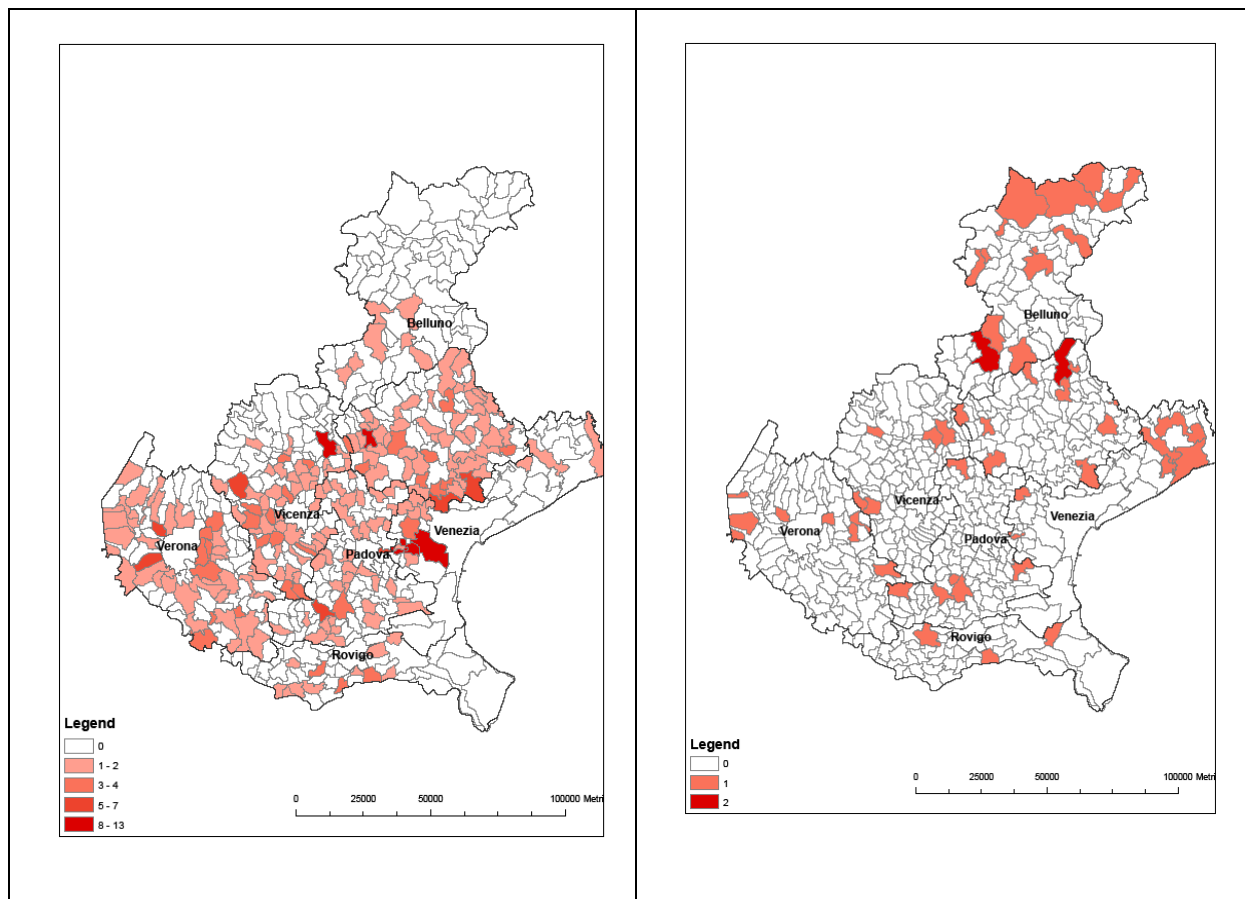 Belluno
Vicenza
Venezia
Verona
Padova
Rovigo
Legend
0
1 - 2
3 - 4
5 - 7
8 - 13
0 25000 50000 100000 Metri
Belluno
Vicenza
Venezia
Verona
Padova
Rovigo
Legend
0
1
2
0 25000 50000 100000 Metri